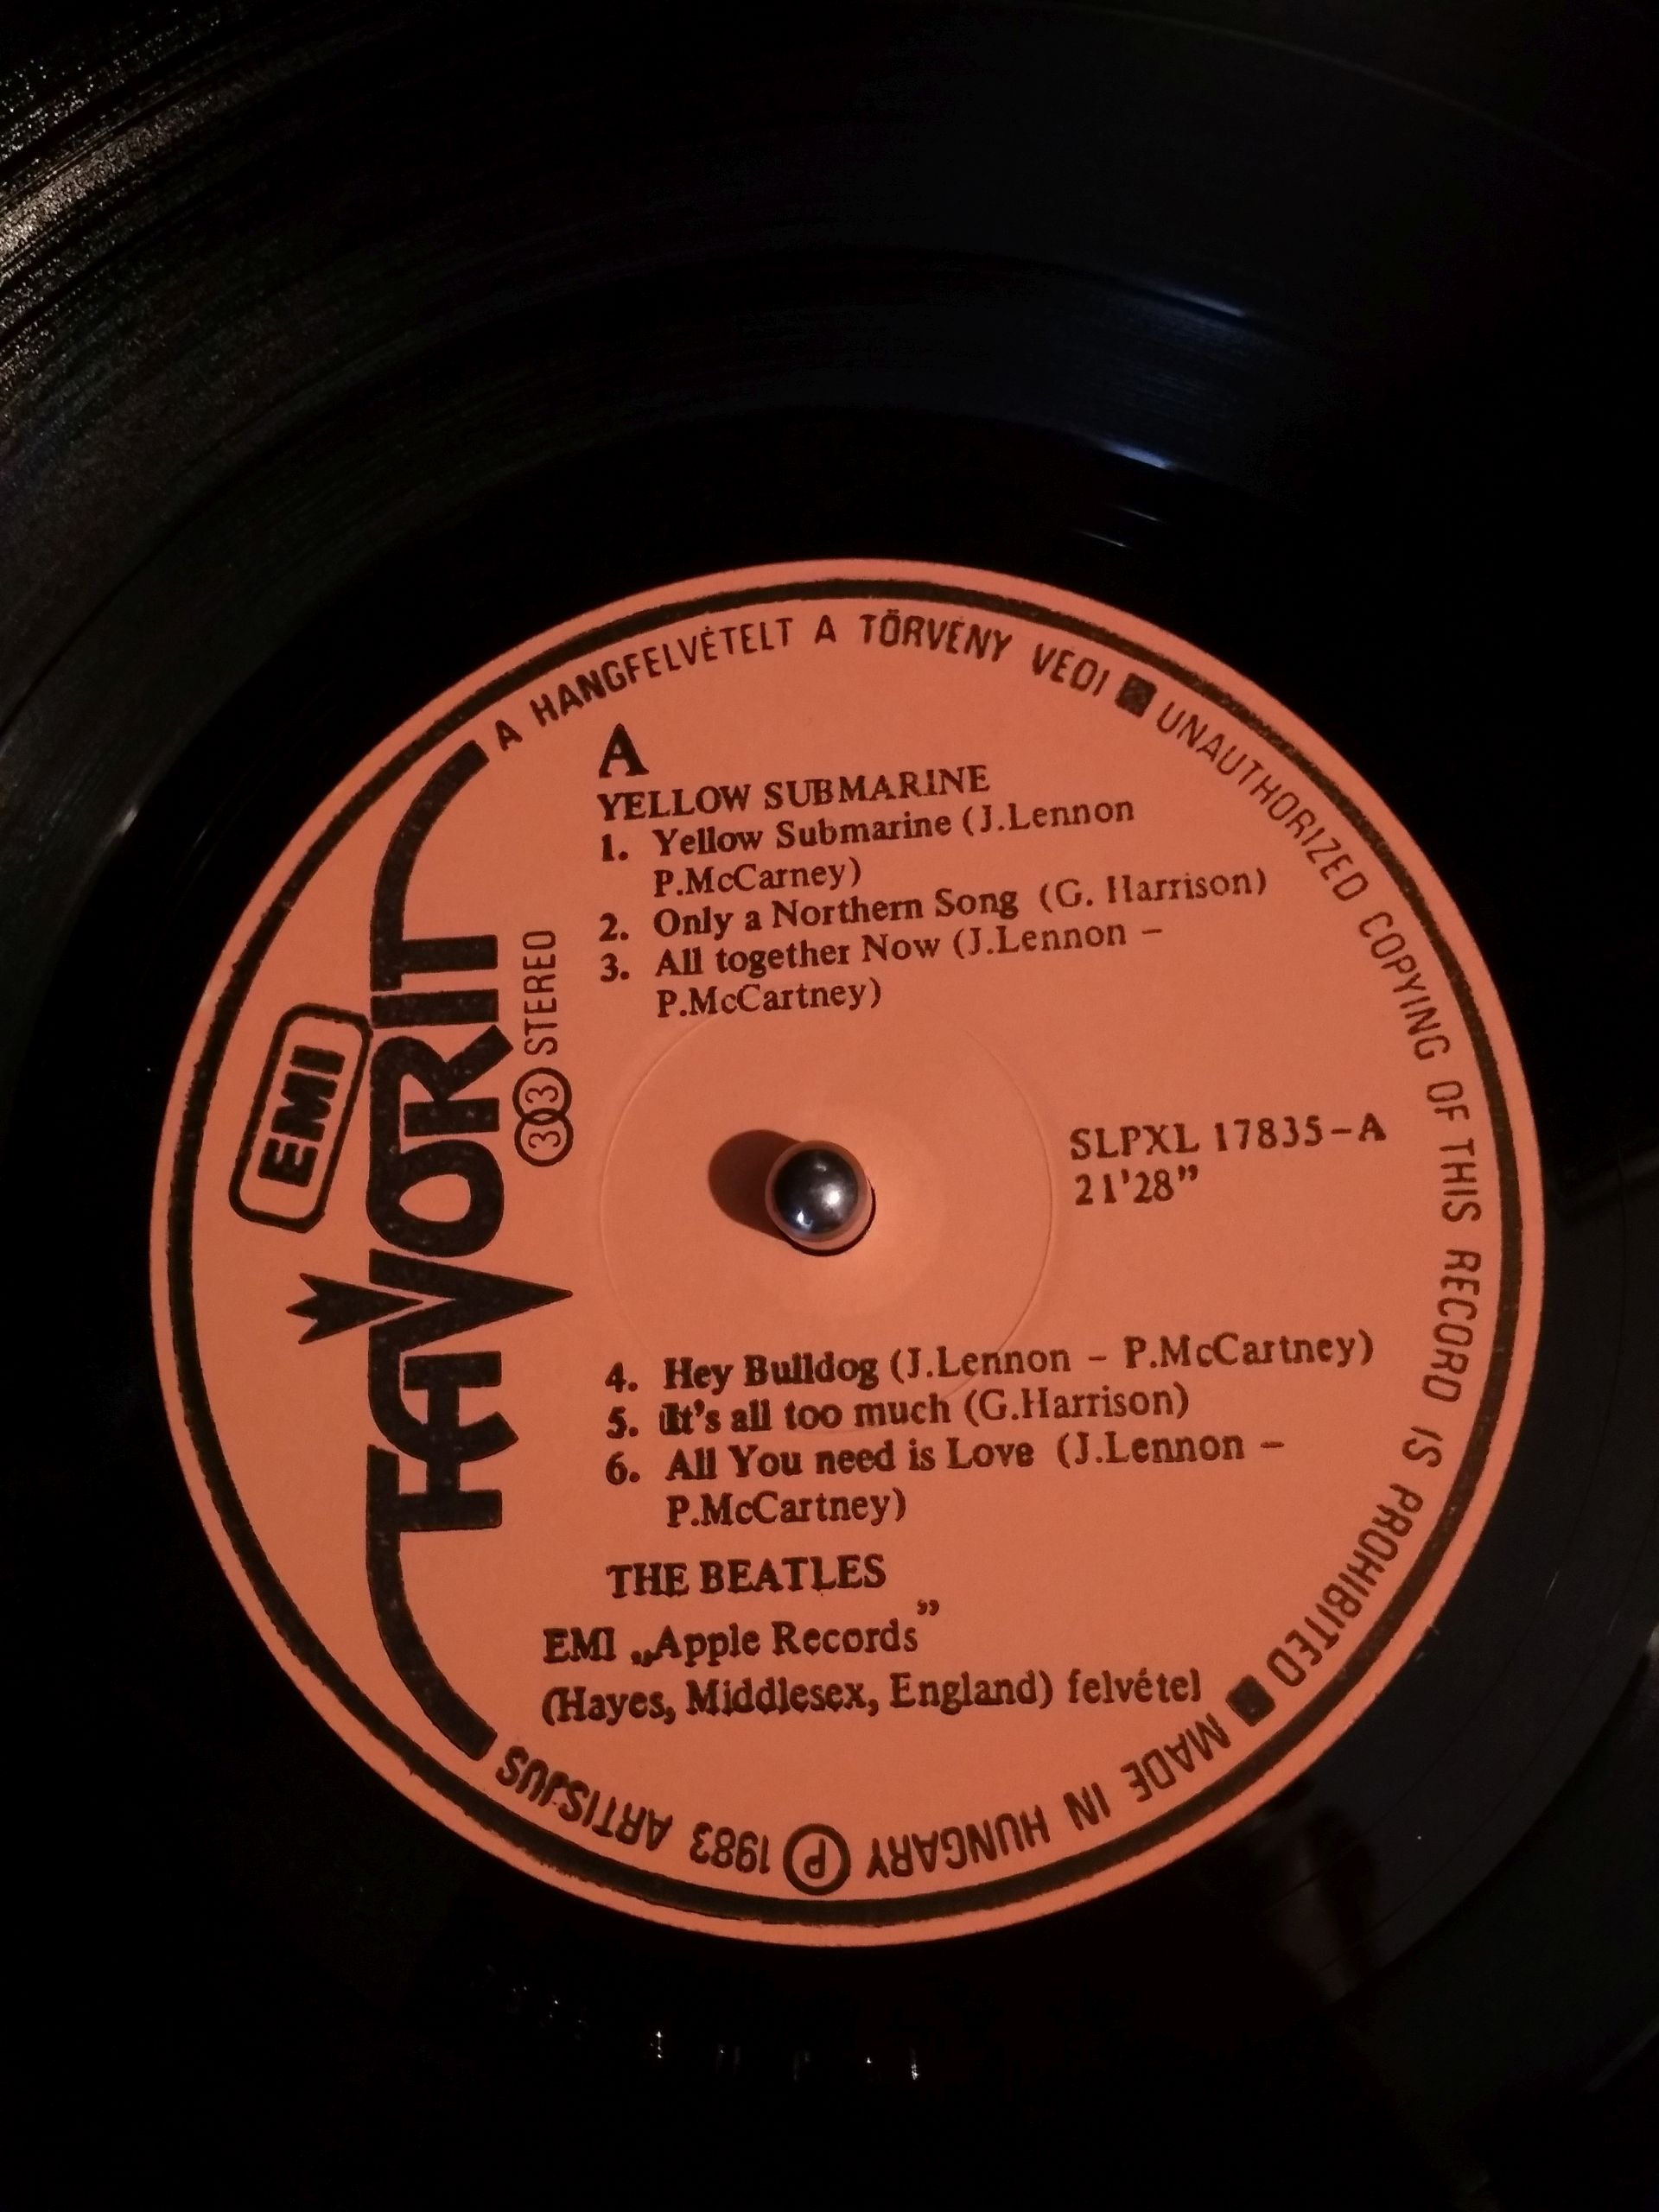 A HANGFELVÉTELT A TÖRVÉNY VÉDI ■ UNAUTHORIZED COPYING OF THIS RECORD IS PROHIBITED ■ MADE IN HUNGARY Ⓟ 1983 ARTISJUS
EMI
FAVORIT
33 STEREO
A
YELLOW SUBMARINE
1. Yellow Submarine (J.Lennon
P.McCarney)
2. Only a Northern Song (G. Harrison)
3. All together Now (J.Lennon –
P.McCartney)
SLPXL 17835-A
21'28”
4. Hey Bulldog (J.Lennon – P.McCartney)
5. It's all too much (G.Harrison)
6. All You need is Love (J.Lennon –
P.McCartney)
THE BEATLES
EMI „Apple Records”
(Hayes, Middlesex, England) felvétel